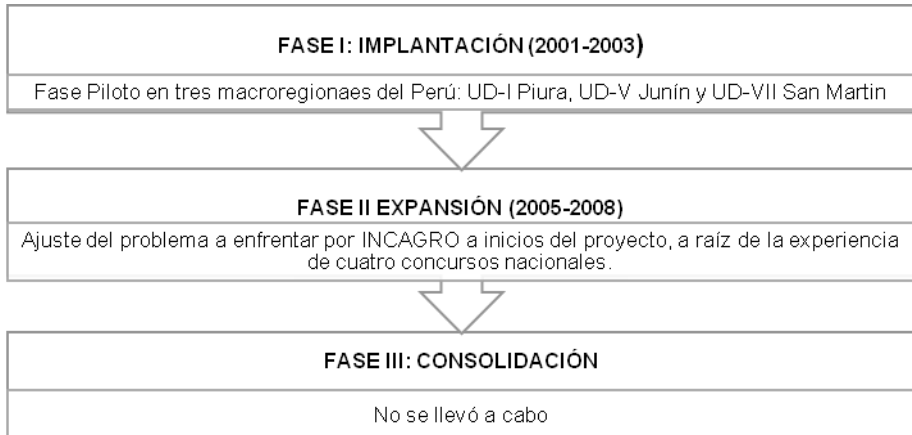 FASE I: IMPLANTACIÓN (2001-2003)
Fase Piloto en tres macroregionaes del Perú: UD-I Piura, UD-V Junín y UD-VII San Martin
FASE II EXPANSIÓN (2005-2008)
Ajuste del problema a enfrentar por INCAGRO a inicios del proyecto, a raíz de la experiencia
de cuatro concursos nacionales.
FASE III: CONSOLIDACIÓN
No se llevó a cabo